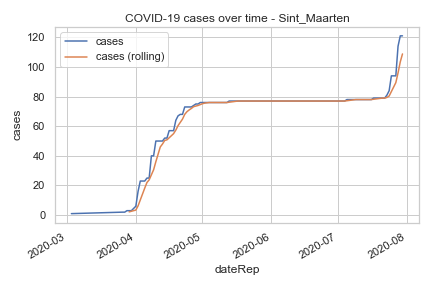 COVID-19 cases over time - Sint_Maarten
cases
cases (rolling)
120
100
80
60
40
20
0
cases
2020-03
2020-04
2020-05
2020-06
2020-07
2020-08
dateRep